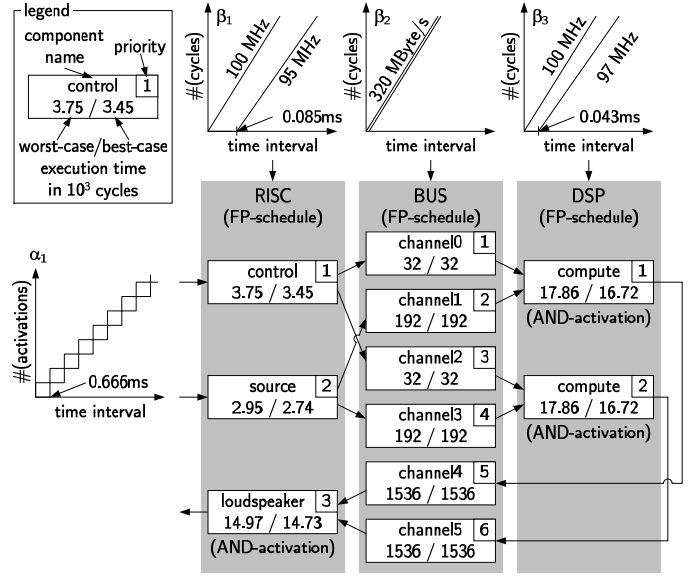 legend
component
name
priority
control
1
3.75 / 3.45
worst-case/best-case
execution time
in 10³ cycles
#(cycles)
β₁
100 MHz
95 MHz
0.085ms
time interval
#(cycles)
β₂
320 MByte/s
time interval
#(cycles)
β₃
100 MHz
97 MHz
0.043ms
time interval
RISC
(FP-schedule)
BUS
(FP-schedule)
DSP
(FP-schedule)
α₁
#(activations)
0.666ms
time interval
control
1
3.75 / 3.45
source
2
2.95 / 2.74
loudspeaker
3
14.97 / 14.73
(AND-activation)
channel0
1
32 / 32
channel1
2
192 / 192
channel2
3
32 / 32
channel3
4
192 / 192
channel4
5
1536 / 1536
channel5
6
1536 / 1536
compute
1
17.86 / 16.72
(AND-activation)
compute
2
17.86 / 16.72
(AND-activation)